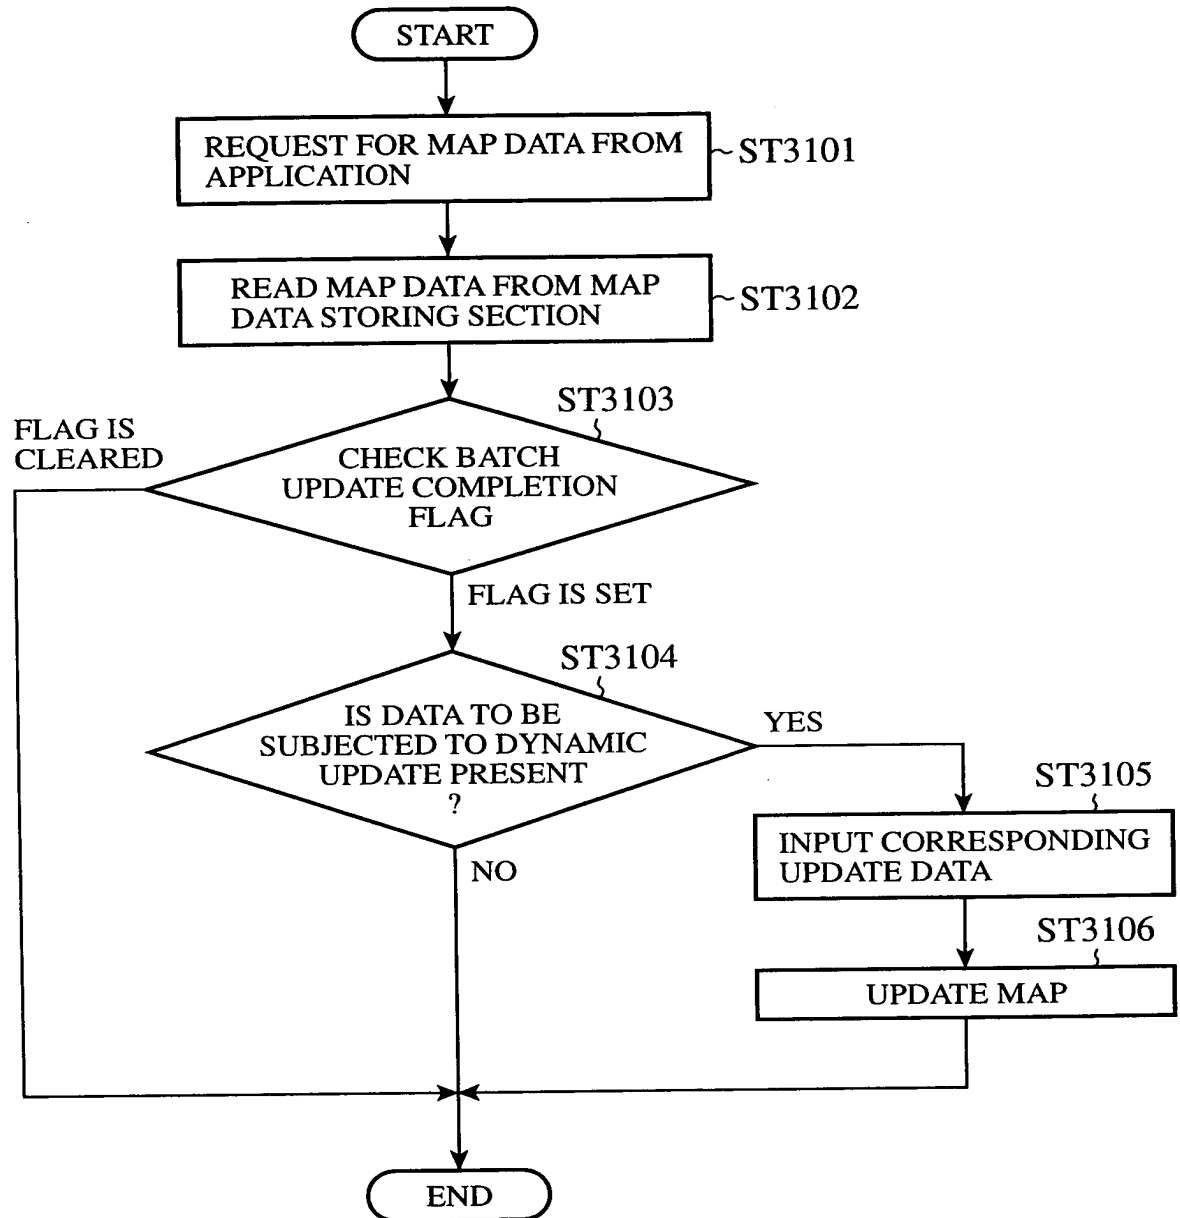 START
REQUEST FOR MAP DATA FROM
APPLICATION
ST3101
READ MAP DATA FROM MAP
DATA STORING SECTION
ST3102
ST3103
FLAG IS
CLEARED
CHECK BATCH
UPDATE COMPLETION
FLAG
FLAG IS SET
ST3104
IS DATA TO BE
SUBJECTED TO DYNAMIC
UPDATE PRESENT
?
YES
NO
ST3105
INPUT CORRESPONDING
UPDATE DATA
ST3106
UPDATE MAP
END